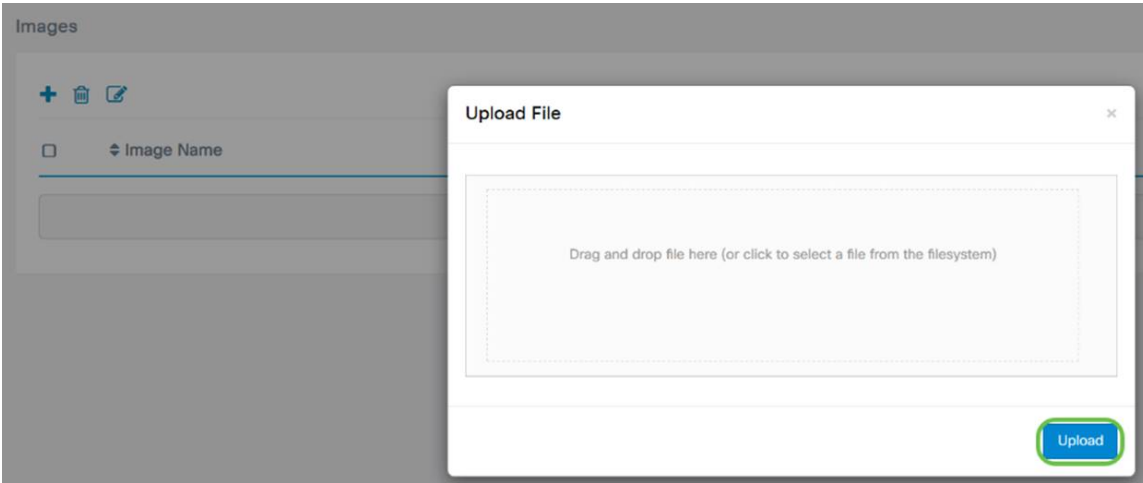 Images
Image Name
Upload File
×
Drag and drop file here (or click to select a file from the filesystem)
Upload